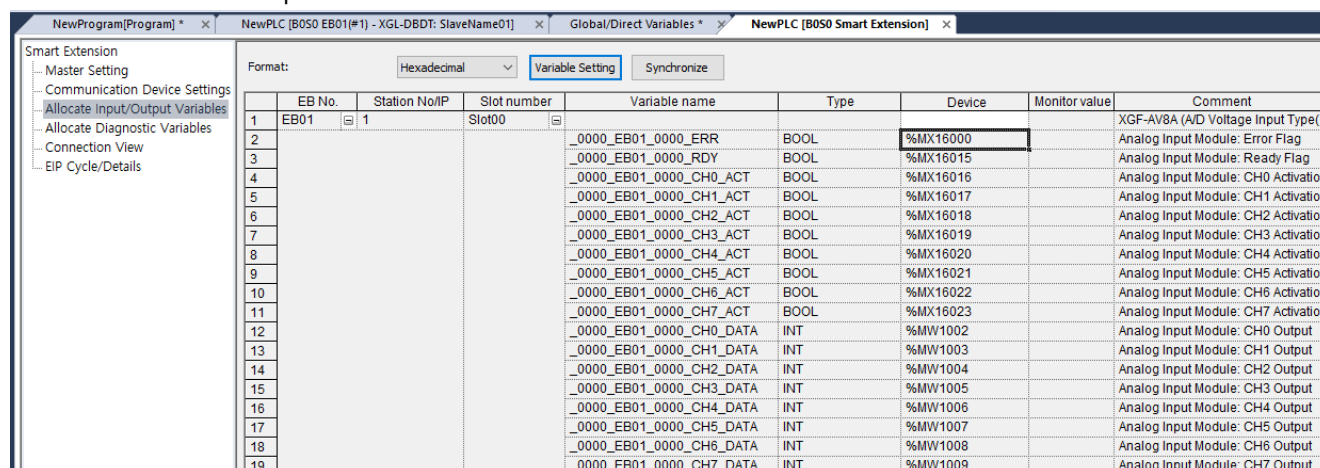 NewProgram[Program] * × NewPLC [B0S0 EB01(#1) - XGL-DBDT: SlaveName01] × Global/Direct Variables * × NewPLC [B0S0 Smart Extension] ×
Smart Extension
Master Setting
Communication Device Settings
Allocate Input/Output Variables
Allocate Diagnostic Variables
Connection View
EIP Cycle/Details
Format: Hexadecimal Variable Setting Synchronize
EB No. Station No/IP Slot number Variable name Type Device Monitor value Comment
1 EB01 1 Slot00 XGF-AV8A (A/D Voltage Input Type(
2 _0000_EB01_0000_ERR BOOL %MX16000 Analog Input Module: Error Flag
3 _0000_EB01_0000_RDY BOOL %MX16015 Analog Input Module: Ready Flag
4 _0000_EB01_0000_CH0_ACT BOOL %MX16016 Analog Input Module: CH0 Activatio
5 _0000_EB01_0000_CH1_ACT BOOL %MX16017 Analog Input Module: CH1 Activatio
6 _0000_EB01_0000_CH2_ACT BOOL %MX16018 Analog Input Module: CH2 Activatio
7 _0000_EB01_0000_CH3_ACT BOOL %MX16019 Analog Input Module: CH3 Activatio
8 _0000_EB01_0000_CH4_ACT BOOL %MX16020 Analog Input Module: CH4 Activatio
9 _0000_EB01_0000_CH5_ACT BOOL %MX16021 Analog Input Module: CH5 Activatio
10 _0000_EB01_0000_CH6_ACT BOOL %MX16022 Analog Input Module: CH6 Activatio
11 _0000_EB01_0000_CH7_ACT BOOL %MX16023 Analog Input Module: CH7 Activatio
12 _0000_EB01_0000_CH0_DATA INT %MW1002 Analog Input Module: CH0 Output
13 _0000_EB01_0000_CH1_DATA INT %MW1003 Analog Input Module: CH1 Output
14 _0000_EB01_0000_CH2_DATA INT %MW1004 Analog Input Module: CH2 Output
15 _0000_EB01_0000_CH3_DATA INT %MW1005 Analog Input Module: CH3 Output
16 _0000_EB01_0000_CH4_DATA INT %MW1006 Analog Input Module: CH4 Output
17 _0000_EB01_0000_CH5_DATA INT %MW1007 Analog Input Module: CH5 Output
18 _0000_EB01_0000_CH6_DATA INT %MW1008 Analog Input Module: CH6 Output
19 _0000_EB01_0000_CH7_DATA INT %MW1009 Analog Input Module: CH7 Output